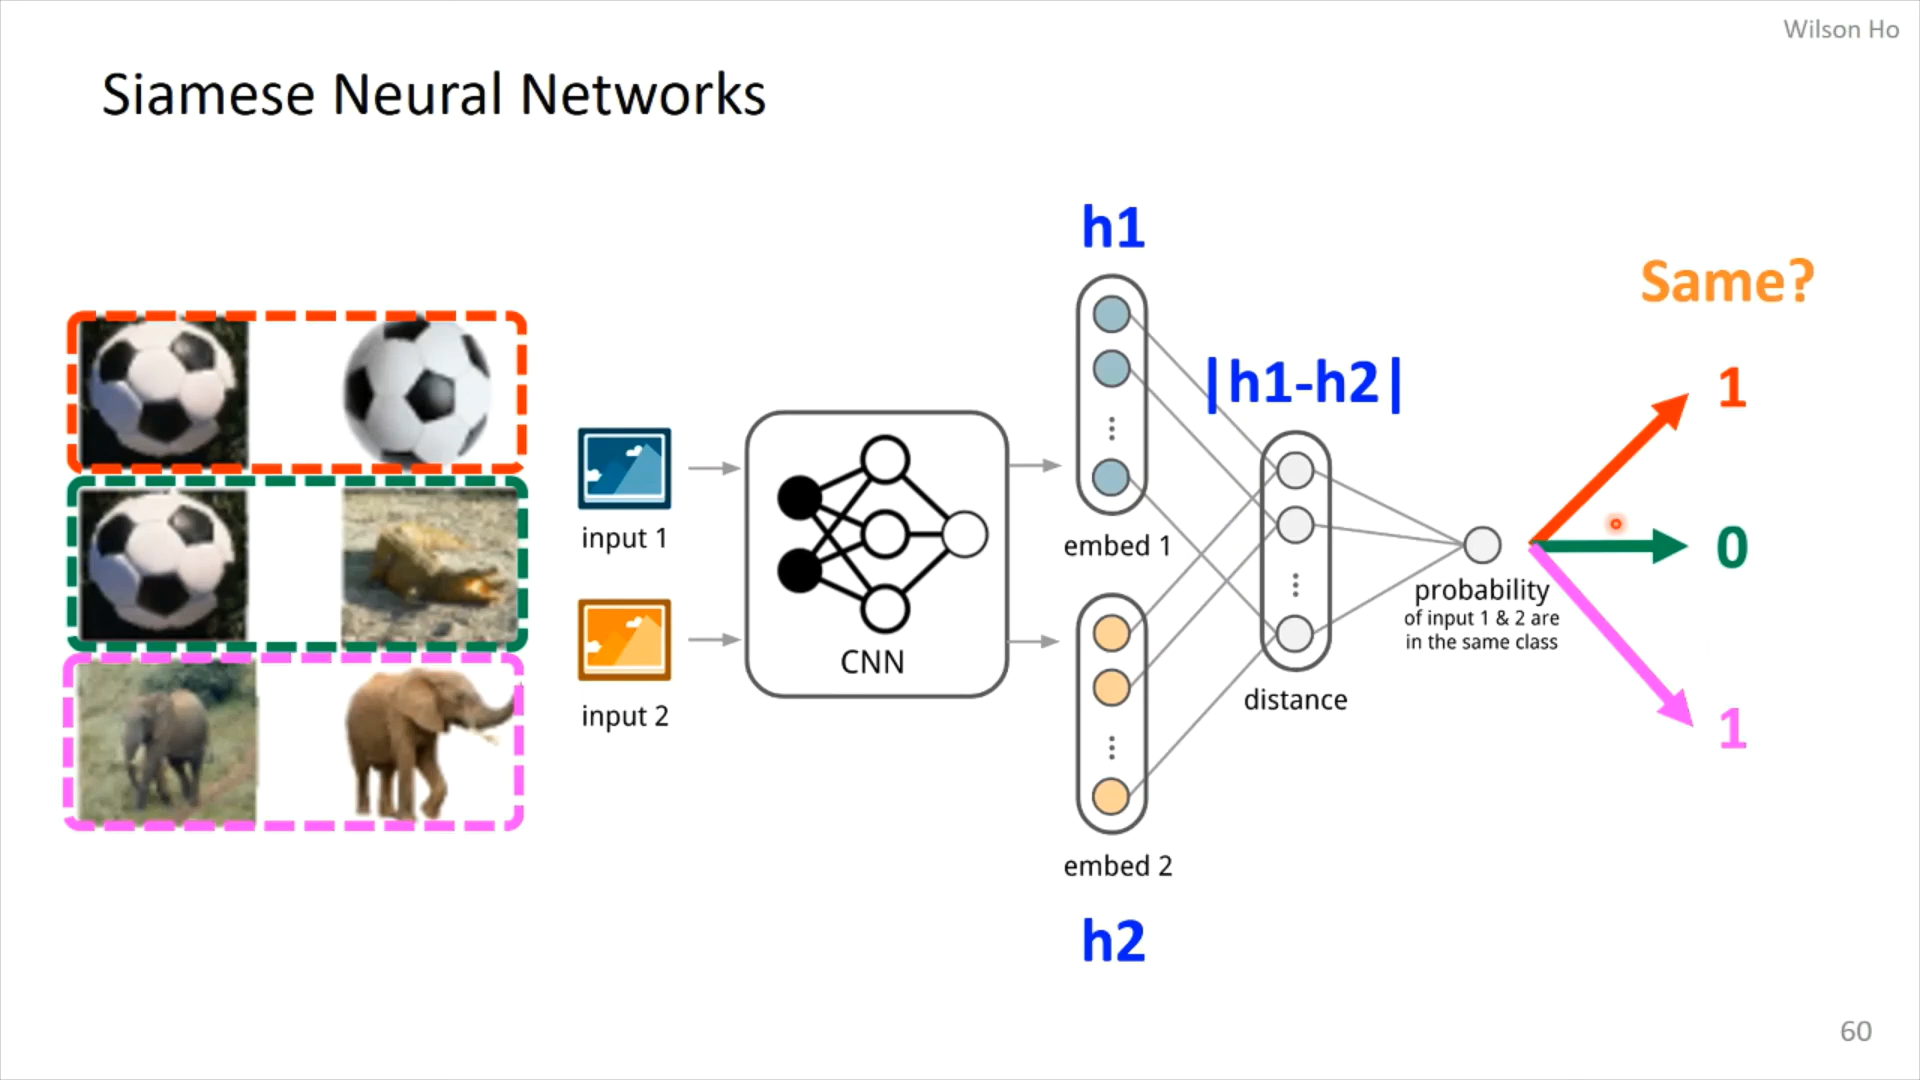 Wilson Ho
Siamese Neural Networks
h1
Same?
|h1-h2|
1
input 1
embed 1
0
CNN
probability
of input 1 & 2 are
in the same class
input 2
distance
1
embed 2
h2
60